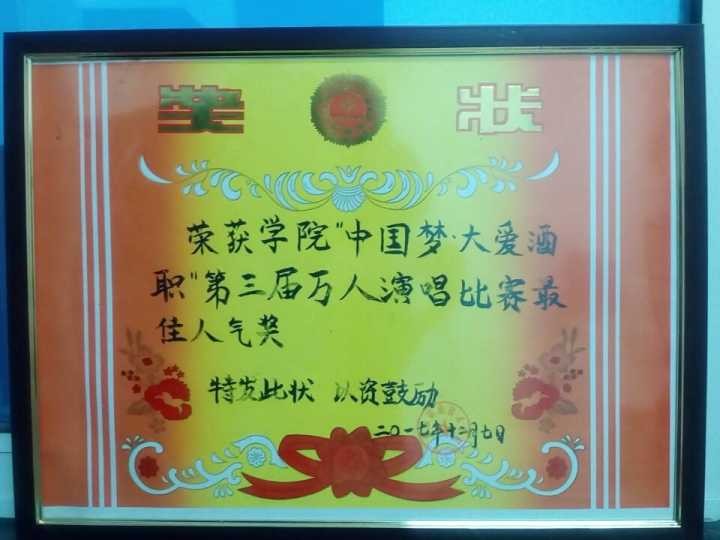 奖状
荣获学院"中国梦·大爱酒
职"第三届万人演唱比赛最
佳人气奖
特发此状 以资鼓励
二〇一七年十二月七日